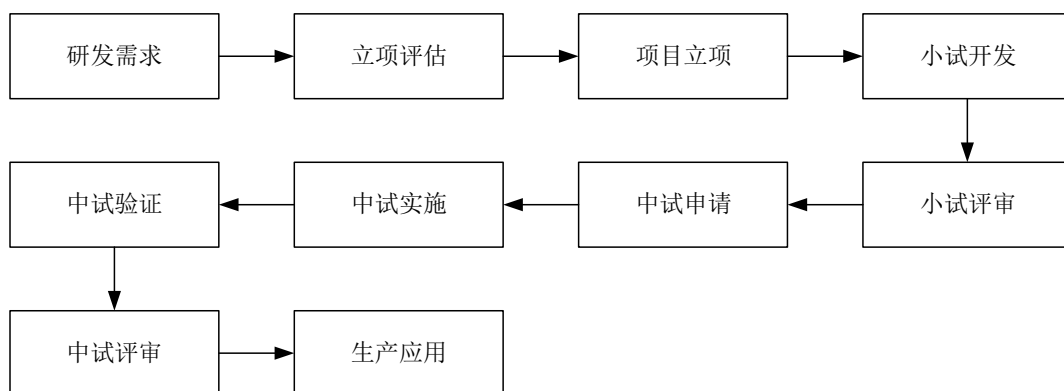 研发需求
立项评估
项目立项
小试开发
小试评审
中试申请
中试实施
中试验证
中试评审
生产应用